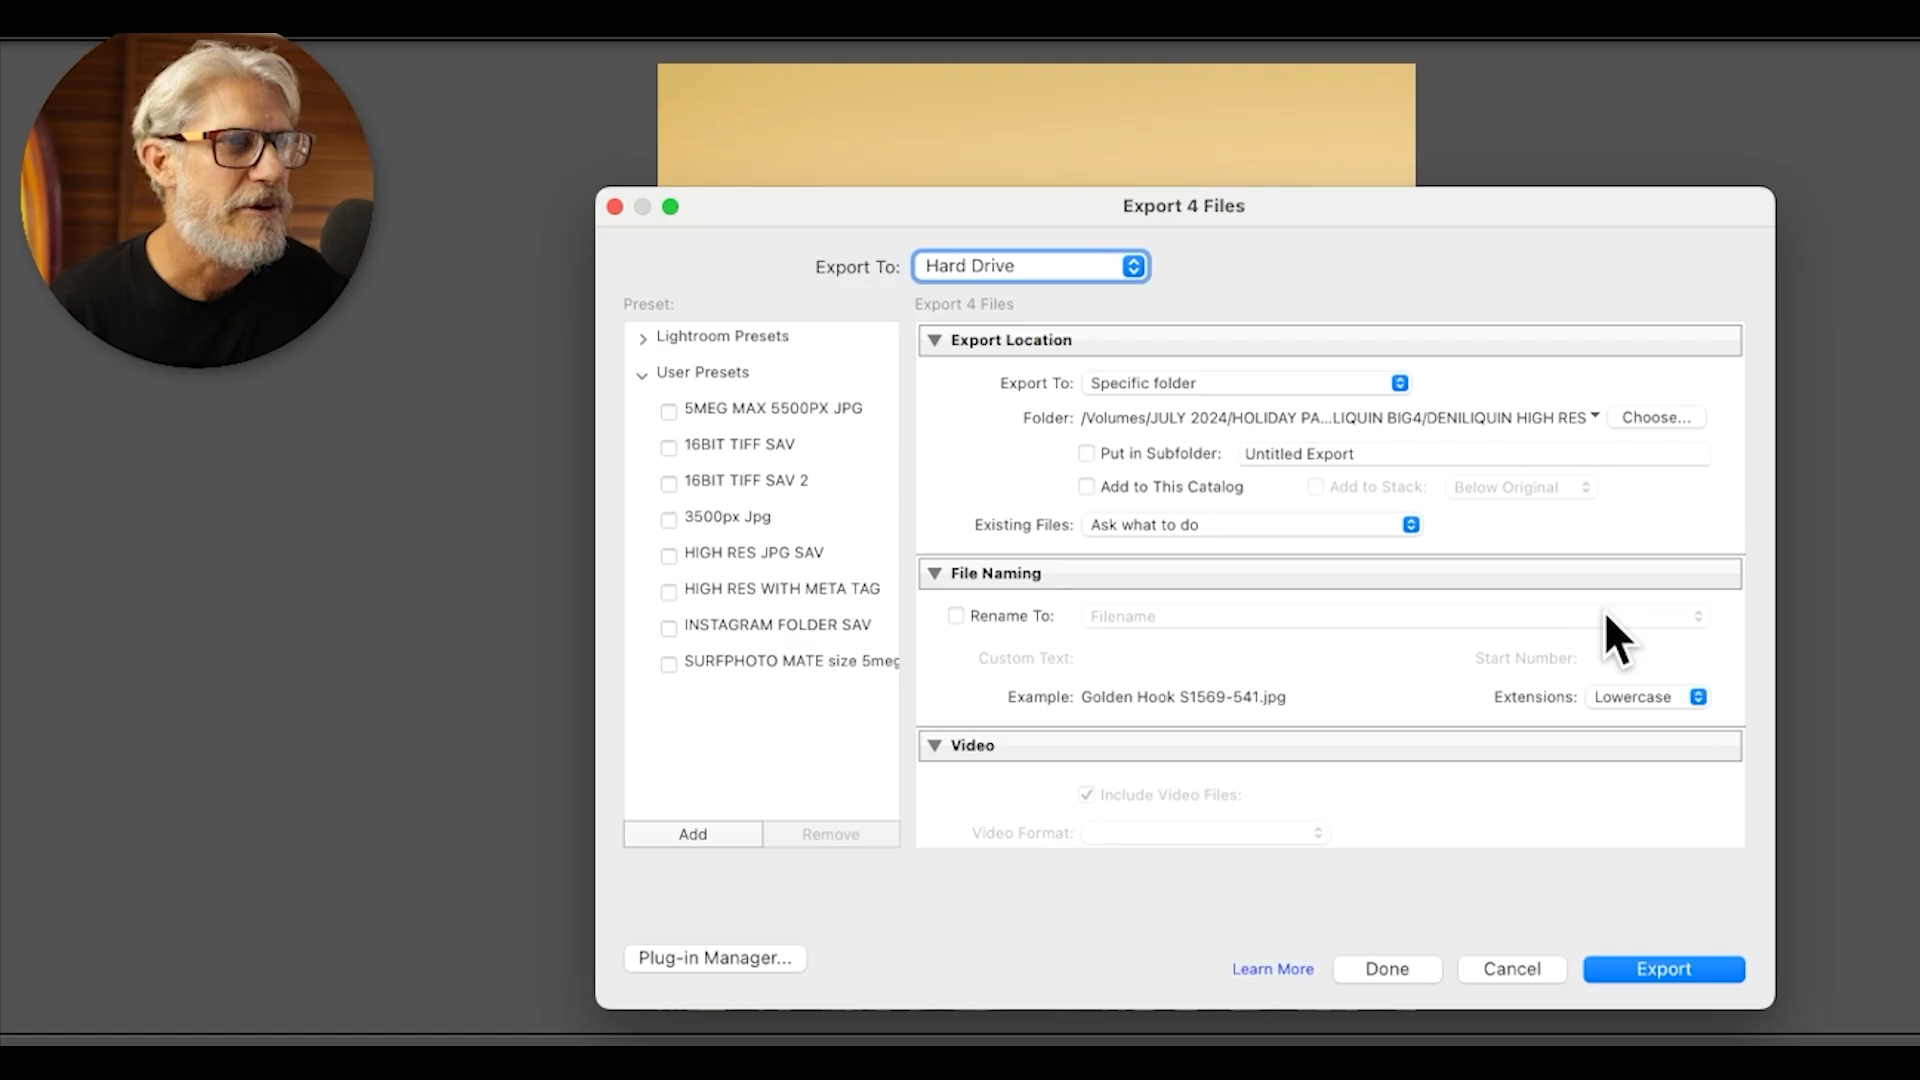 Export 4 Files
Export To: Hard Drive
Preset:
Lightroom Presets
User Presets
5MEG MAX 5500PX JPG
16BIT TIFF SAV
16BIT TIFF SAV 2
3500px Jpg
HIGH RES JPG SAV
HIGH RES WITH META TAG
INSTAGRAM FOLDER SAV
SURFPHOTO MATE size 5meg
Add Remove
Export 4 Files
Export Location
Export To: Specific folder
Folder: /Volumes/JULY 2024/HOLIDAY PA...LIQUIN BIG4/DENILIQUIN HIGH RES Choose...
Put in Subfolder: Untitled Export
Add to This Catalog Add to Stack: Below Original
Existing Files: Ask what to do
File Naming
Rename To: Filename
Custom Text: Start Number:
Example: Golden Hook S1569-541.jpg Extensions: Lowercase
Video
Include Video Files:
Video Format:
Plug-in Manager...
Learn More Done Cancel Export